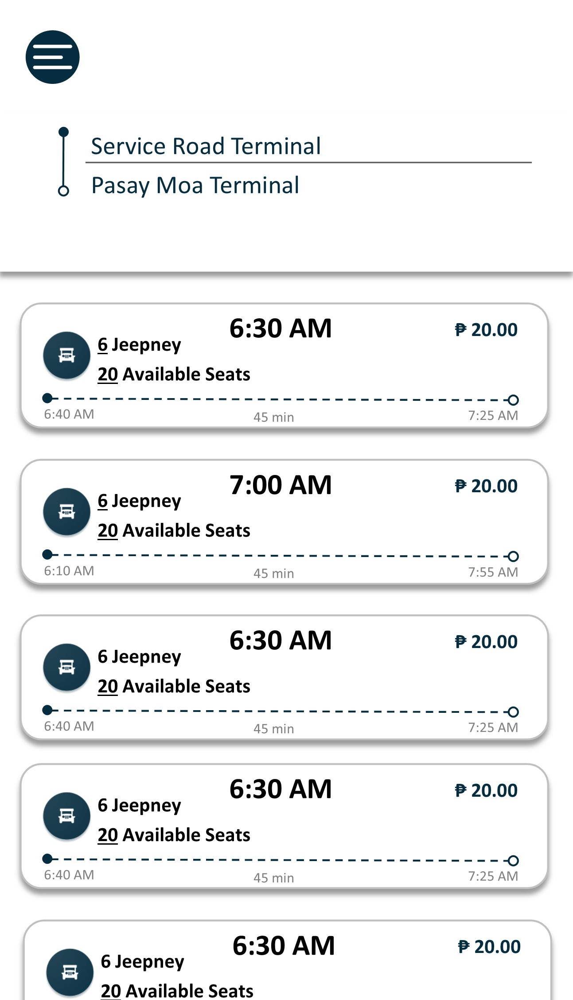 Service Road Terminal
Pasay Moa Terminal
6:30 AM
₱ 20.00
6 Jeepney
20 Available Seats
6:40 AM
45 min
7:25 AM
7:00 AM
₱ 20.00
6 Jeepney
20 Available Seats
6:10 AM
45 min
7:55 AM
6:30 AM
₱ 20.00
6 Jeepney
20 Available Seats
6:40 AM
45 min
7:25 AM
6:30 AM
₱ 20.00
6 Jeepney
20 Available Seats
6:40 AM
45 min
7:25 AM
6:30 AM
₱ 20.00
6 Jeepney
20 Available Seats